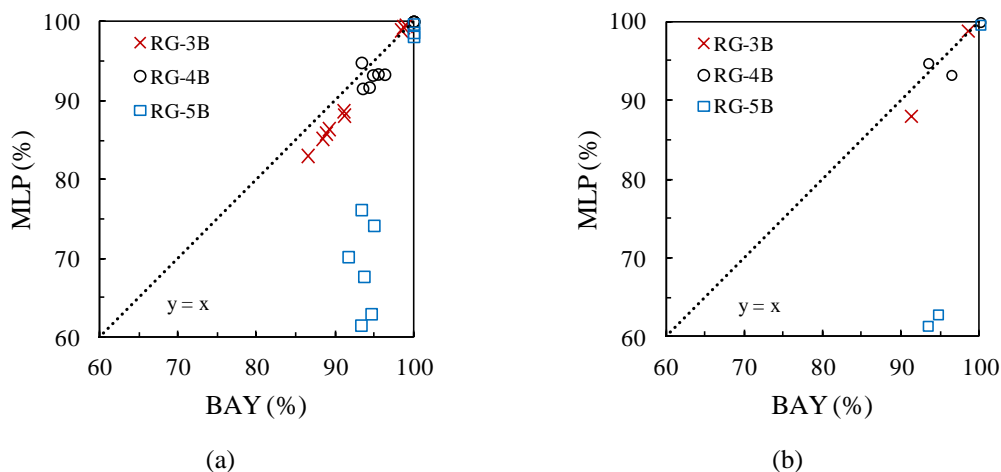 100
90
80
70
60
MLP (%)
RG-3B
RG-4B
RG-5B
y = x
60 70 80 90 100
BAY (%)
(a)
100
90
80
70
60
MLP (%)
RG-3B
RG-4B
RG-5B
y = x
60 70 80 90 100
BAY (%)
(b)